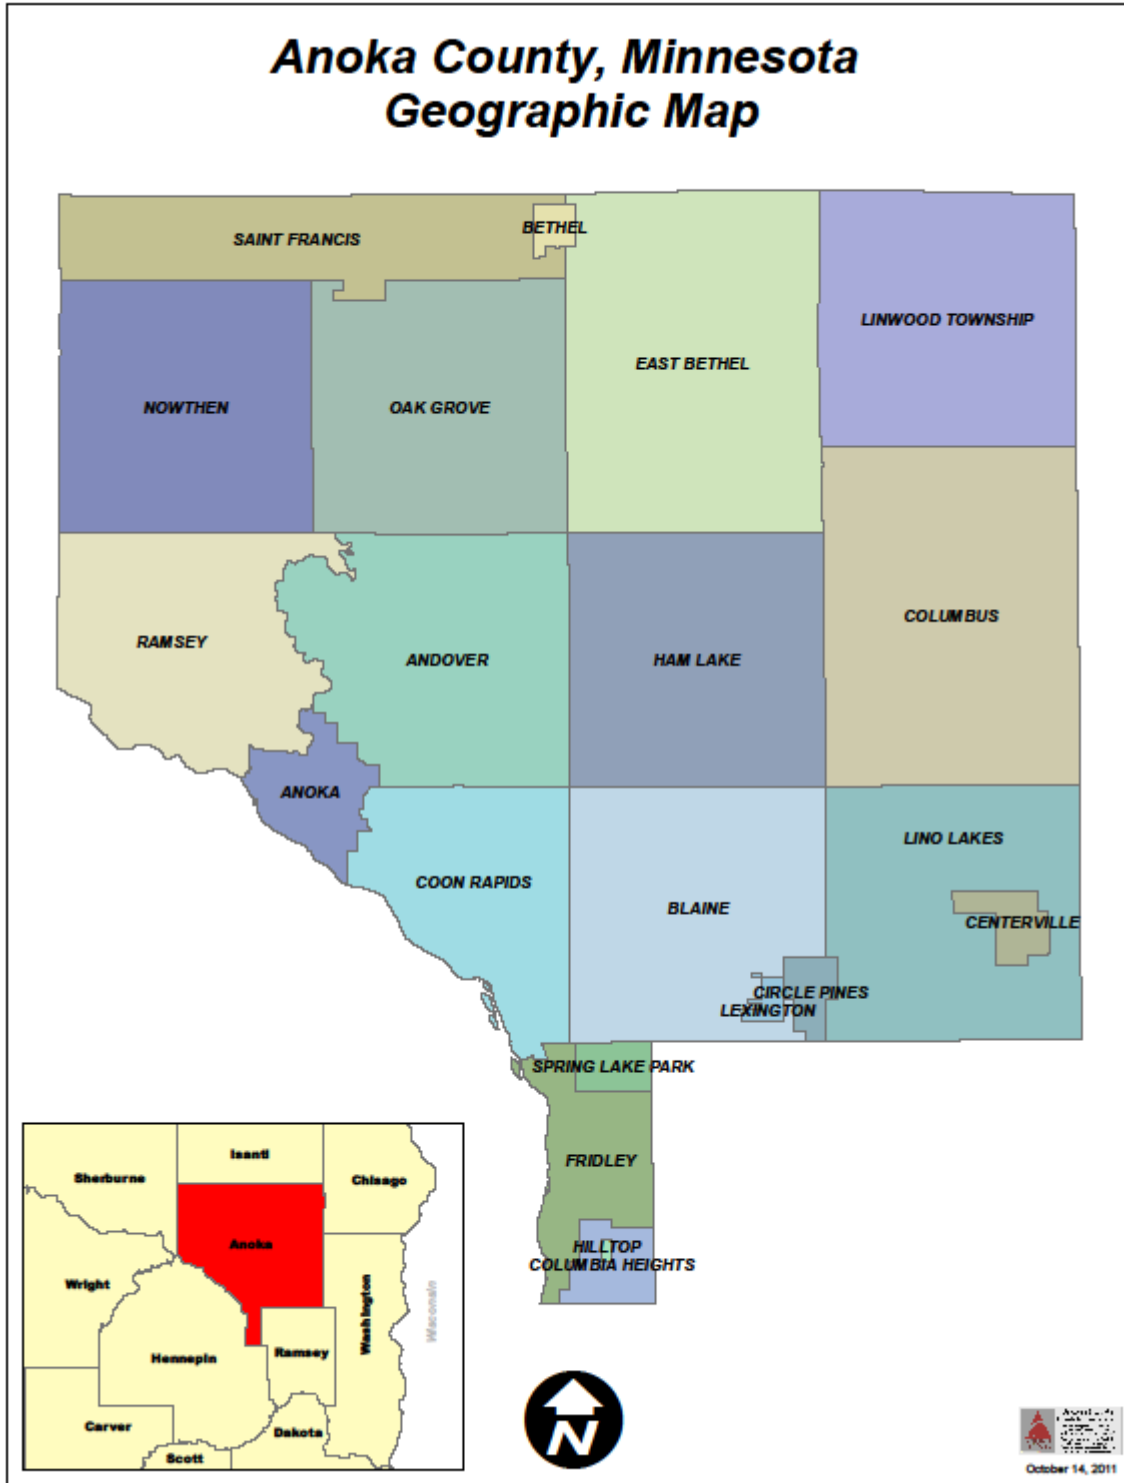 Anoka County, Minnesota
Geographic Map
SAINT FRANCIS
BETHEL
LINWOOD TOWNSHIP
EAST BETHEL
NOWTHEN
OAK GROVE
COLUMBUS
RAMSEY
ANDOVER
HAM LAKE
ANOKA
LINO LAKES
COON RAPIDS
BLAINE
CENTERVILLE
CIRCLE PINES
LEXINGTON
SPRING LAKE PARK
FRIDLEY
HILLTOP
COLUMBIA HEIGHTS
Isanti
Sherburne
Chisago
Anoka
Wright
Washington
Wisconsin
Hennepin
Ramsey
Carver
Dakota
Scott
N
October 14, 2011